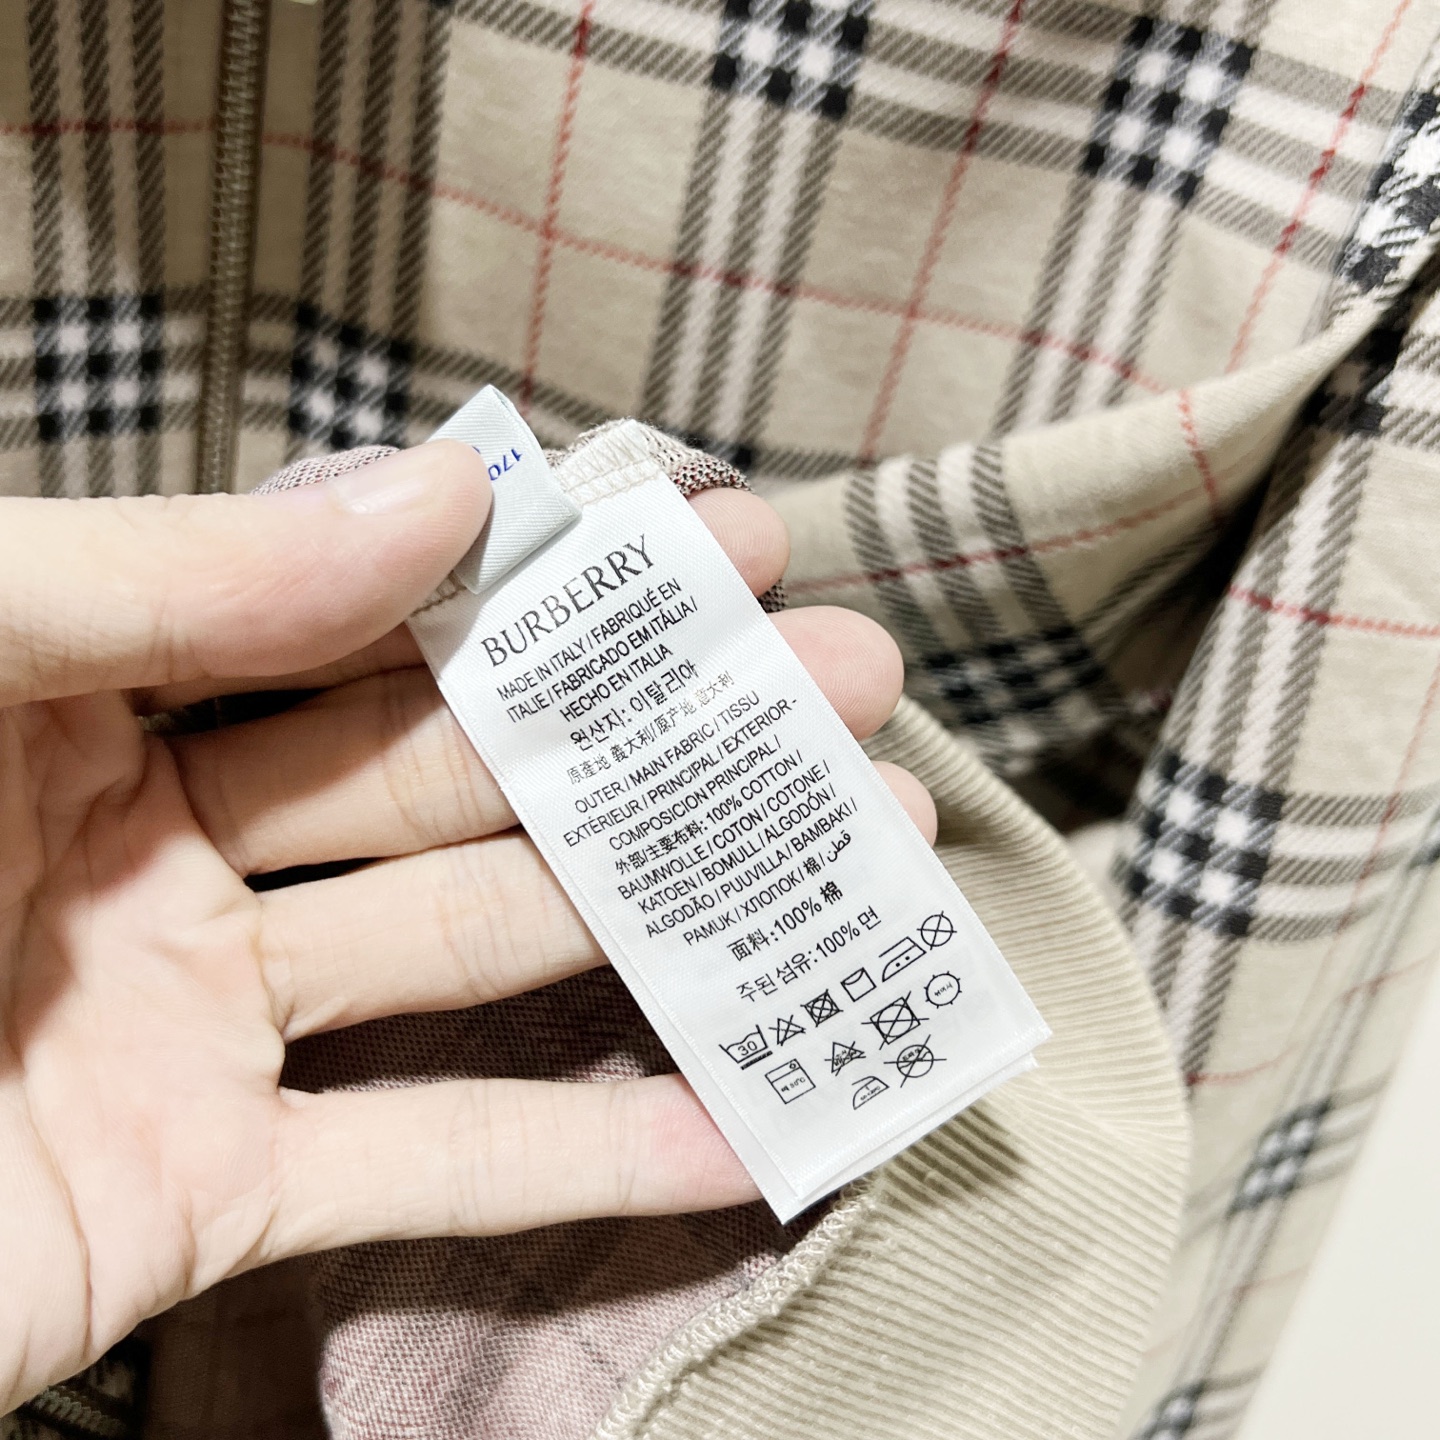 170
BURBERRY
MADE IN ITALY / FABRIQUÉ EN
ITALIE / FABRICADO EM ITÁLIA /
HECHO EN ITALIA
원산지: 이탈리아
原產地 義大利/原产地 意大利
OUTER / MAIN FABRIC / TISSU
EXTÉRIEUR / PRINCIPAL / EXTERIOR-
COMPOSICION PRINCIPAL /
外部/主要布料: 100% COTTON /
BAUMWOLLE / COTON / COTONE /
KATOEN / BOMULL / ALGODÓN /
ALGODÃO / PUUVILLA / BAMBAKI /
PAMUK / ХЛОПОК / 棉 / قطن
面料:100% 棉
주된 섬유:100% 면
30